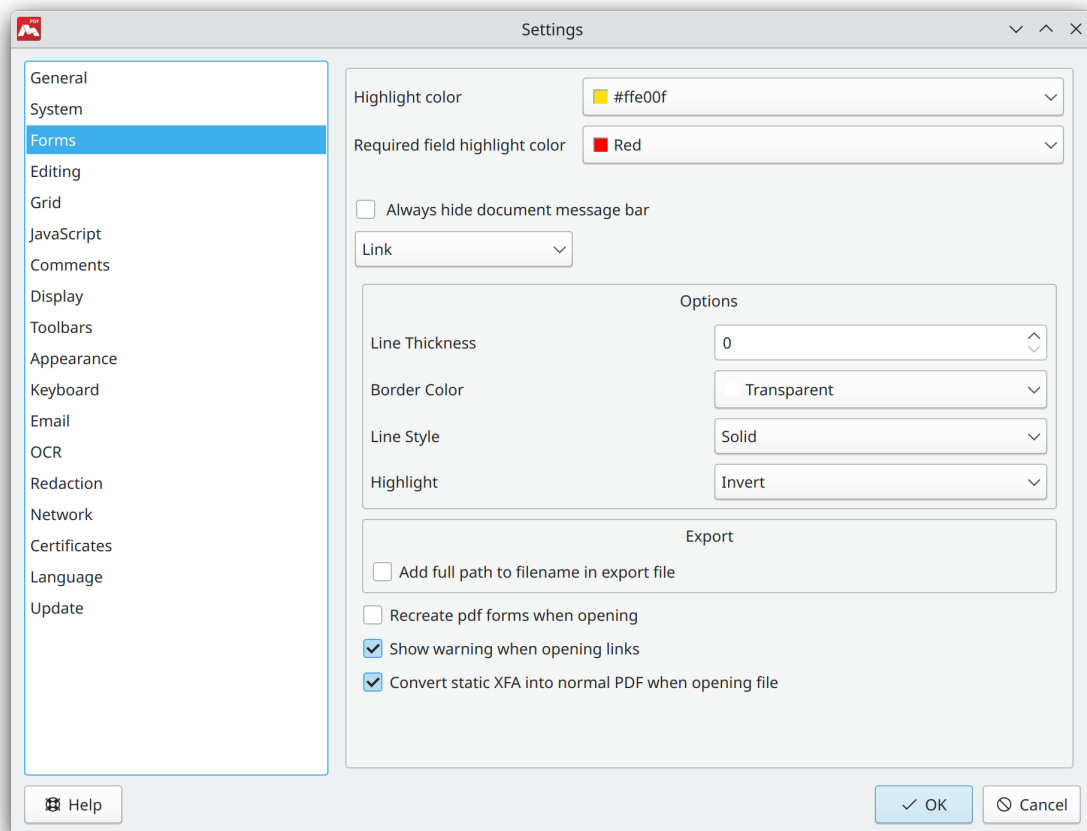 PDF
Settings
General
System
Forms
Editing
Grid
JavaScript
Comments
Display
Toolbars
Appearance
Keyboard
Email
OCR
Redaction
Network
Certificates
Language
Update
Highlight color
#ffe00f
Required field highlight color
Red
Always hide document message bar
Link
Options
Line Thickness
0
Border Color
Transparent
Line Style
Solid
Highlight
Invert
Export
Add full path to filename in export file
Recreate pdf forms when opening
Show warning when opening links
Convert static XFA into normal PDF when opening file
Help
OK
Cancel